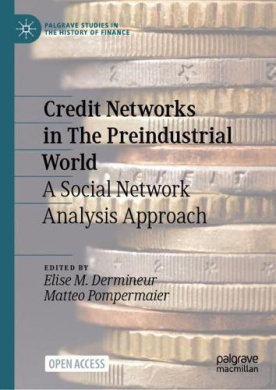 PALGRAVE STUDIES IN
THE HISTORY OF FINANCE
Credit Networks
in The Preindustrial
World
A Social Network
Analysis Approach
EDITED BY
Elise M. Dermineur
Matteo Pompermaier
OPEN ACCESS
palgrave
macmillan